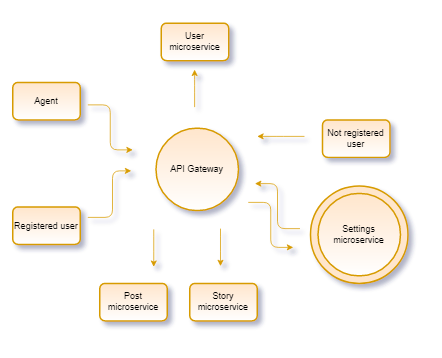 User
microservice
Agent
Not registered
user
API Gateway
Registered user
Settings
microservice
Post
microservice
Story
microservice